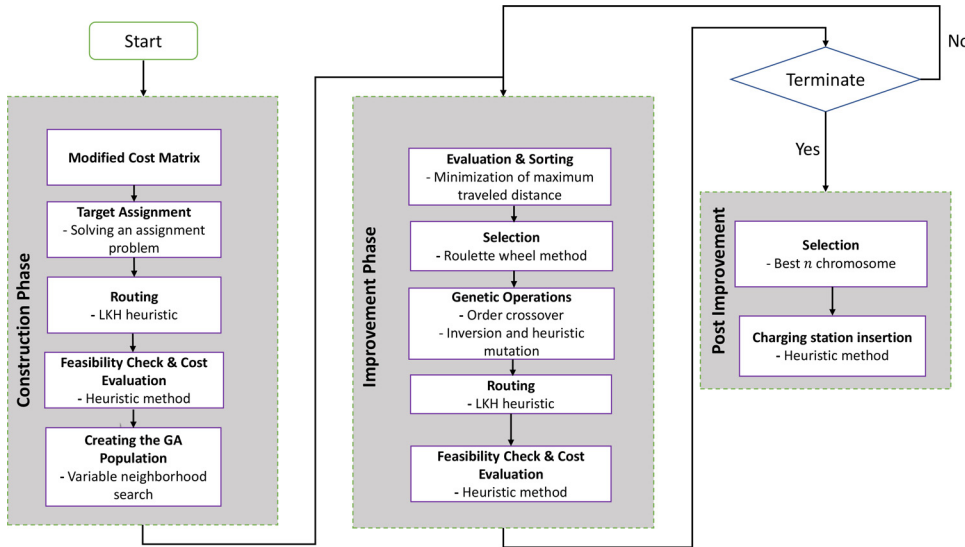 Start
Construction Phase
Modified Cost Matrix
Target Assignment
- Solving an assignment
problem
Routing
- LKH heuristic
Feasibility Check & Cost
Evaluation
- Heuristic method
Creating the GA
Population
- Variable neighborhood
search
Improvement Phase
Evaluation & Sorting
- Minimization of maximum
traveled distance
Selection
- Roulette wheel method
Genetic Operations
- Order crossover
- Inversion and heuristic
mutation
Routing
- LKH heuristic
Feasibility Check & Cost
Evaluation
- Heuristic method
Terminate
No
Yes
Post Improvement
Selection
- Best n chromosome
Charging station insertion
- Heuristic method